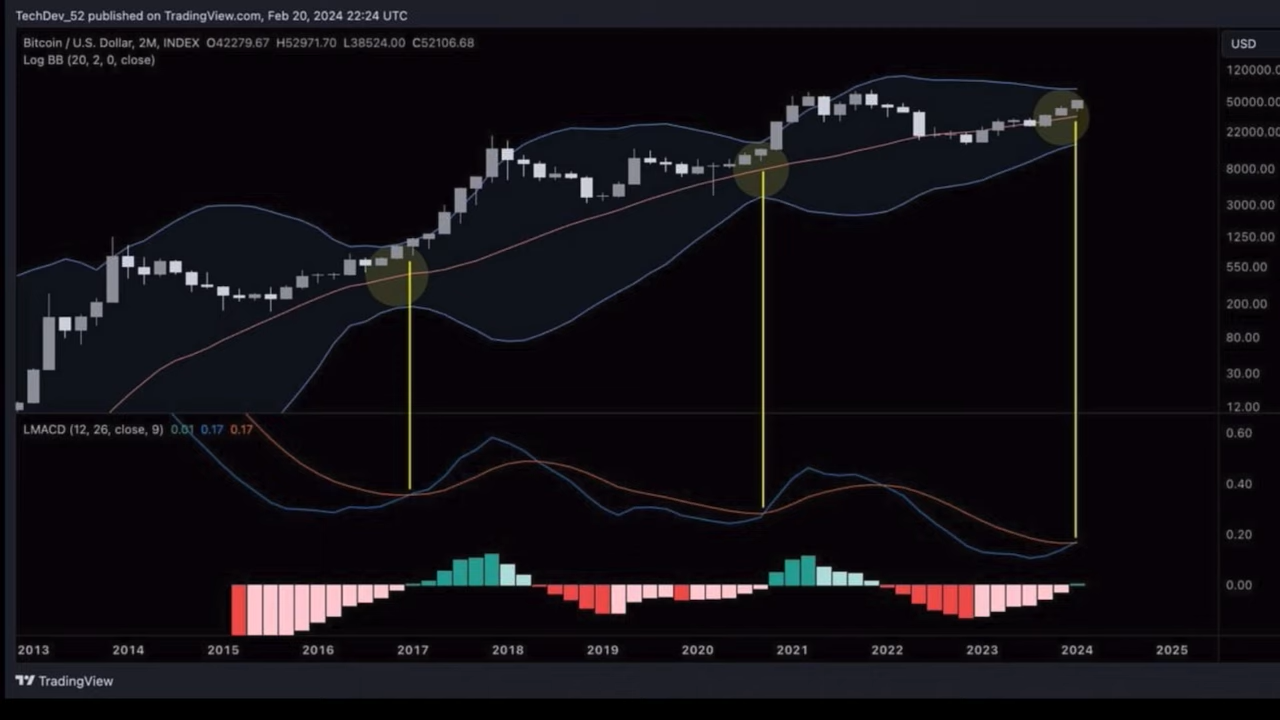 TechDev_52 published on TradingView.com, Feb 20, 2024 22:24 UTC
Bitcoin / U.S. Dollar, 2M, INDEX O42279.67 H52971.70 L38524.00 C52106.68
Log BB (20, 2, 0, close)
USD
120000.0
50000.00
22000.00
8000.00
3000.00
1250.00
550.00
200.00
80.00
30.00
12.00
LMACD (12, 26, close, 9) 0.01 0.17 0.17
0.60
0.40
0.20
0.00
2013 2014 2015 2016 2017 2018 2019 2020 2021 2022 2023 2024 2025
TradingView